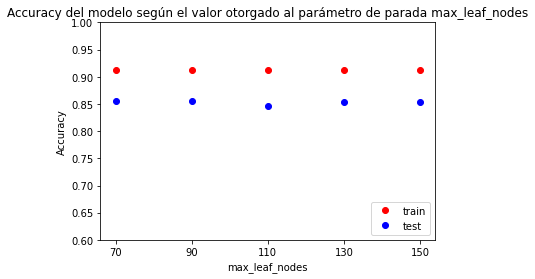 Accuracy del modelo según el valor otorgado al parámetro de parada max_leaf_nodes
1.00
0.95
0.90
0.85
0.80
0.75
0.70
0.65
0.60
Accuracy
train
test
70 90 110 130 150
max_leaf_nodes